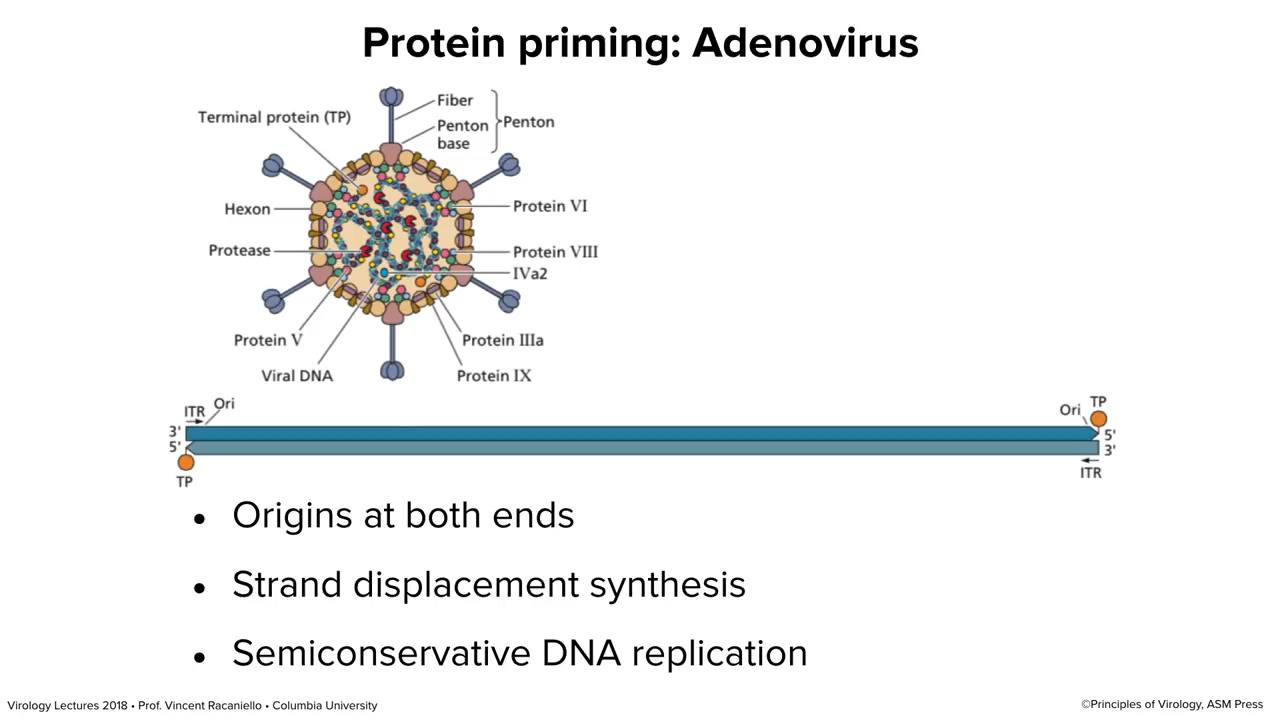 Protein priming: Adenovirus
Terminal protein (TP)
Fiber
Penton base
Penton
Hexon
Protein VI
Protease
Protein VIII
IVa2
Protein V
Protein IIIa
Viral DNA
Protein IX
ITR
Ori
Ori
TP
3'
5'
5'
3'
TP
ITR
• Origins at both ends
• Strand displacement synthesis
• Semiconservative DNA replication
Virology Lectures 2018 • Prof. Vincent Racaniello • Columbia University
©Principles of Virology, ASM Press